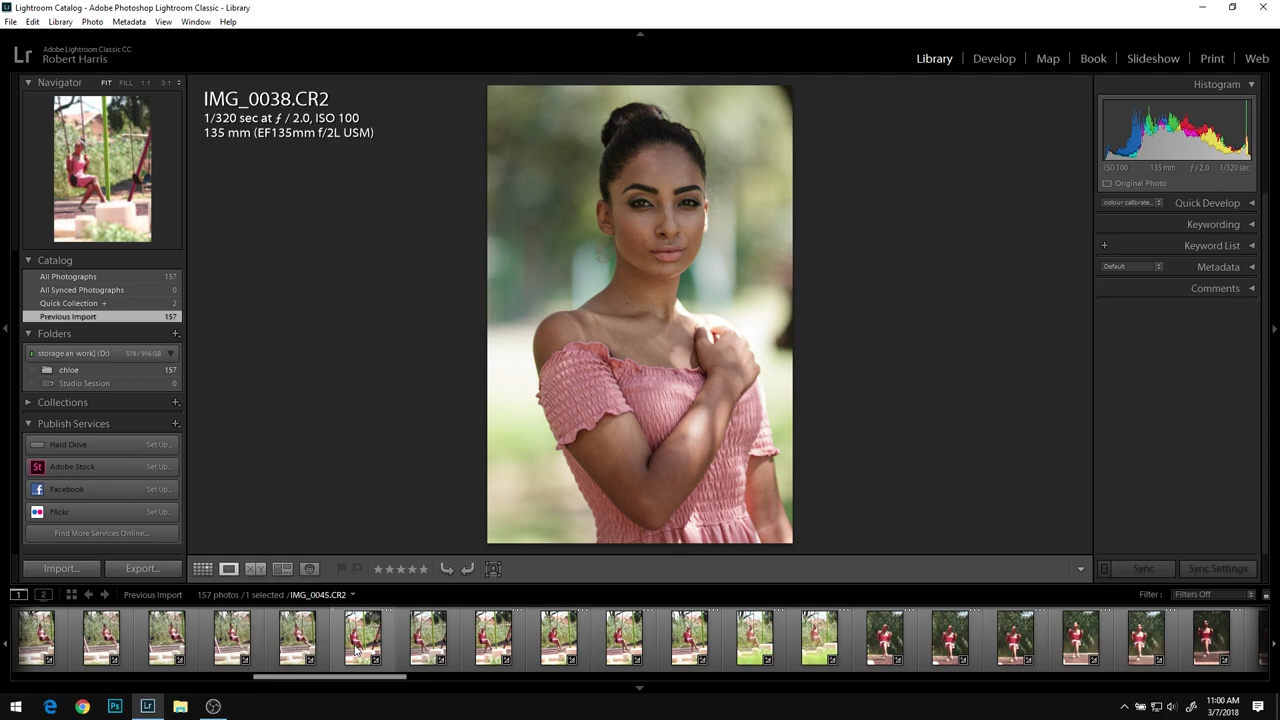 Lightroom Catalog - Adobe Photoshop Lightroom Classic - Library
File Edit Library Photo Metadata View Window Help
Lr
Adobe Lightroom Classic CC
Robert Harris
Library | Develop | Map | Book | Slideshow | Print | Web
Navigator FIT FILL 1:1 3:1
Catalog
All Photographs 157
All Synced Photographs 0
Quick Collection + 2
Previous Import 157
Folders
storage an work] (D:) 519 / 916 GB
chloe 157
Studio Session 0
Collections
Publish Services
Hard Drive Set Up...
St Adobe Stock Set Up...
Facebook Set Up...
Flickr Set Up...
Find More Services Online...
Import... Export...
IMG_0038.CR2
1/320 sec at ƒ / 2.0, ISO 100
135 mm (EF135mm f/2L USM)
Histogram
ISO 100 135 mm ƒ / 2.0 1/320 sec
Original Photo
colour calibrate... Quick Develop
Keywording
Keyword List
Default Metadata
Comments
XY
Sync Sync Settings
1 2 Previous Import 157 photos / 1 selected / IMG_0045.CR2
Filter : Filters Off
Ps Lr
11:00 AM
3/7/2018